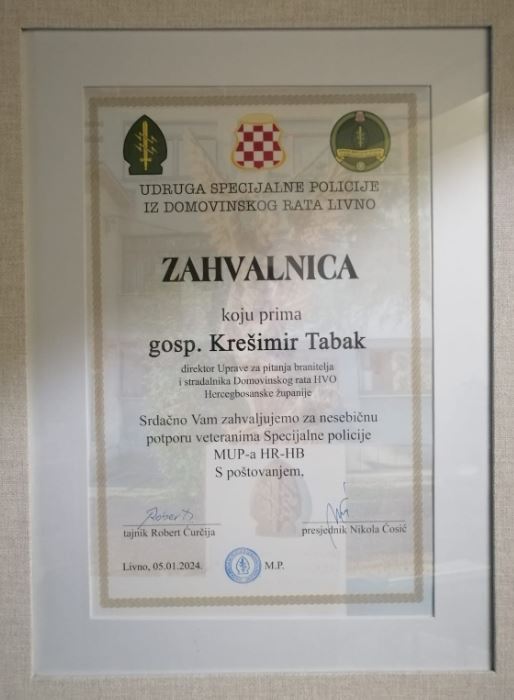 UDRUGA SPECIJALNE POLICIJE
IZ DOMOVINSKOG RATA LIVNO
ZAHVALNICA
koju prima
gosp. Krešimir Tabak
direktor Uprave za pitanja branitelja
i stradalnika Domovinskog rata HVO
Hercegbosanske županije
Srdačno Vam zahvaljujemo za nesebičnu
potporu veteranima Specijalne policije
MUP-a HR-HB
S poštovanjem,
tajnik Robert Ćurčija
presjednik Nikola Ćosić
Livno, 05.01.2024.
M.P.